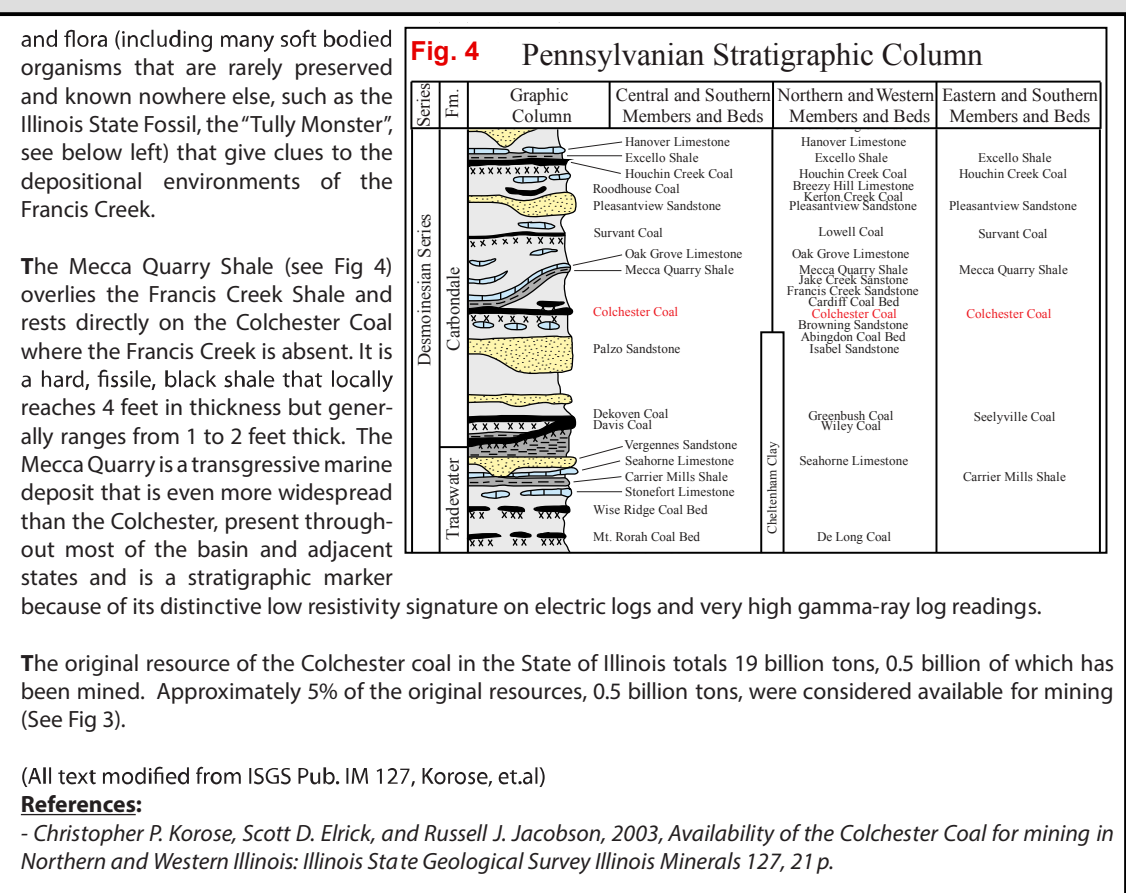 and flora (including many soft bodied
organisms that are rarely preserved
and known nowhere else, such as the
Illinois State Fossil, the “Tully Monster”,
see below left) that give clues to the
depositional environments of the
Francis Creek.
The Mecca Quarry Shale (see Fig 4)
overlies the Francis Creek Shale and
rests directly on the Colchester Coal
where the Francis Creek is absent. It is
a hard, fissile, black shale that locally
reaches 4 feet in thickness but gener-
ally ranges from 1 to 2 feet thick. The
Mecca Quarry is a transgressive marine
deposit that is even more widespread
than the Colchester, present through-
out most of the basin and adjacent
states and is a stratigraphic marker
because of its distinctive low resistivity signature on electric logs and very high gamma-ray log readings.
Fig. 4 Pennsylvanian Stratigraphic Column
Series
Fm.
Graphic
Column
Central and Southern
Members and Beds
Northern and Western
Members and Beds
Eastern and Southern
Members and Beds
Desmoinesian Series
Carbondale
Tradewater
Hanover Limestone
Excello Shale
Houchin Creek Coal
Roodhouse Coal
Pleasantview Sandstone
Survant Coal
Oak Grove Limestone
Mecca Quarry Shale
Colchester Coal
Palzo Sandstone
Dekoven Coal
Davis Coal
Vergennes Sandstone
Seahorne Limestone
Carrier Mills Shale
Stonefort Limestone
Wise Ridge Coal Bed
Mt. Rorah Coal Bed
Cheltenham Clay
Hanover Limestone
Excello Shale
Houchin Creek Coal
Breezy Hill Limestone
Kerton Creek Coal
Pleasantview Sandstone
Lowell Coal
Oak Grove Limestone
Mecca Quarry Shale
Jake Creek Sanstone
Francis Creek Sandstone
Cardiff Coal Bed
Colchester Coal
Browning Sandstone
Abingdon Coal Bed
Isabel Sandstone
Greenbush Coal
Wiley Coal
Seahorne Limestone
De Long Coal
Excello Shale
Houchin Creek Coal
Pleasantview Sandstone
Survant Coal
Mecca Quarry Shale
Colchester Coal
Seelyville Coal
Carrier Mills Shale
The original resource of the Colchester coal in the State of Illinois totals 19 billion tons, 0.5 billion of which has
been mined. Approximately 5% of the original resources, 0.5 billion tons, were considered available for mining
(See Fig 3).
(All text modified from ISGS Pub. IM 127, Korose, et.al)
References:
- Christopher P. Korose, Scott D. Elrick, and Russell J. Jacobson, 2003, Availability of the Colchester Coal for mining in
Northern and Western Illinois: Illinois State Geological Survey Illinois Minerals 127, 21 p.